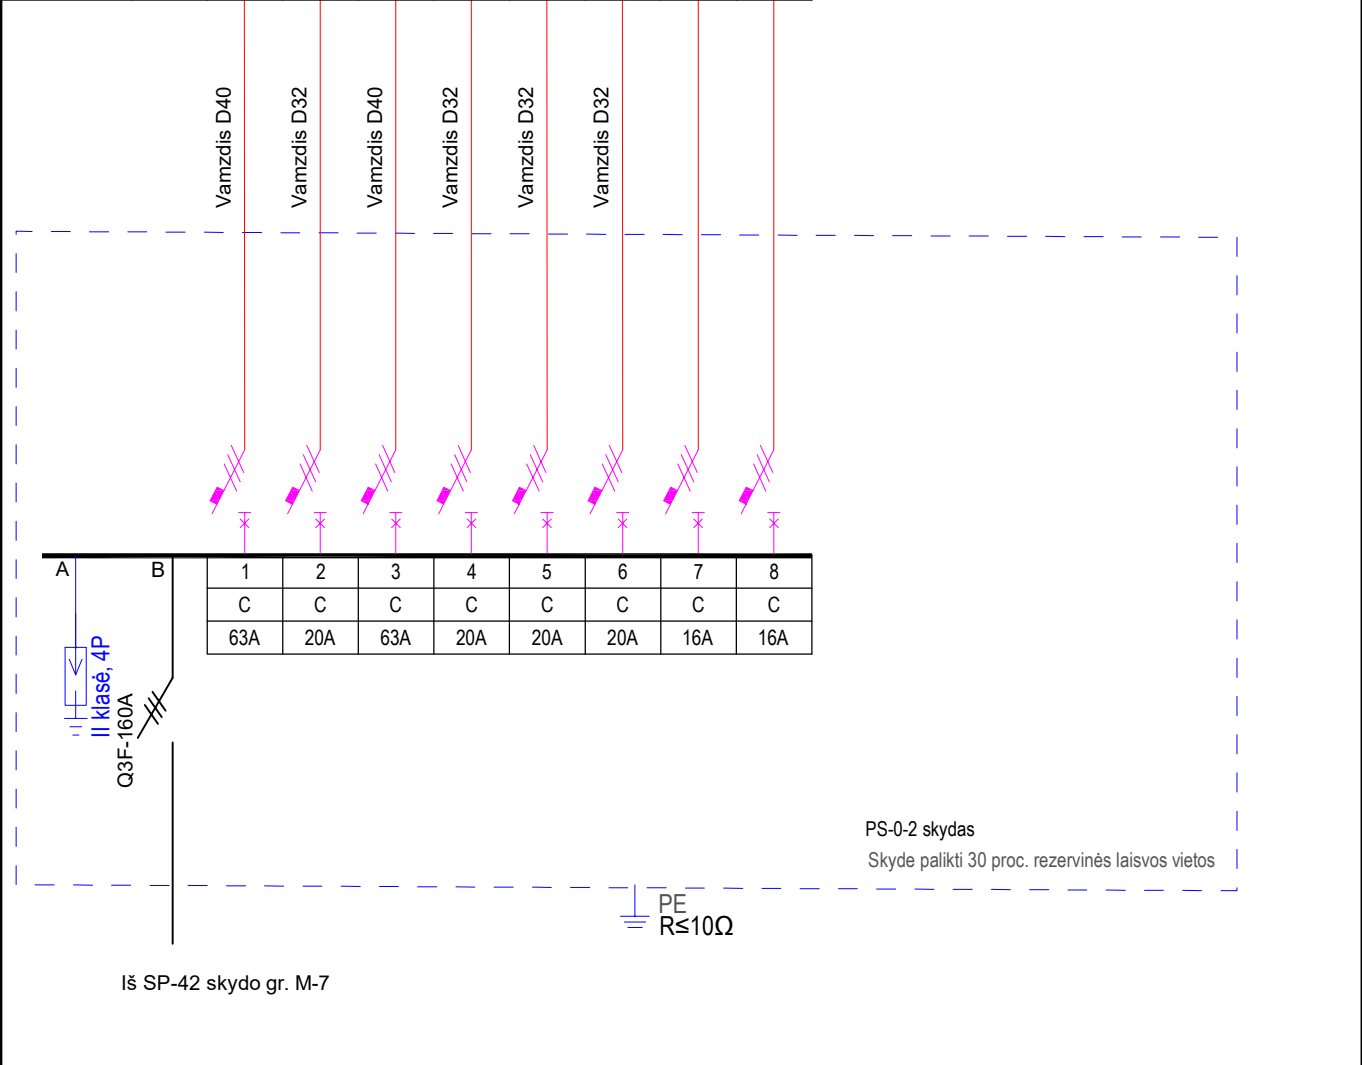 Vamzdis D40
Vamzdis D32
Vamzdis D40
Vamzdis D32
Vamzdis D32
Vamzdis D32
A
B
1 2 3 4 5 6 7 8
C C C C C C C C
63A 20A 63A 20A 20A 20A 16A 16A
II klasė, 4P
Q3F-160A
PS-0-2 skydas
Skyde palikti 30 proc. rezervinės laisvos vietos
PE
R≤10Ω
Iš SP-42 skydo gr. M-7